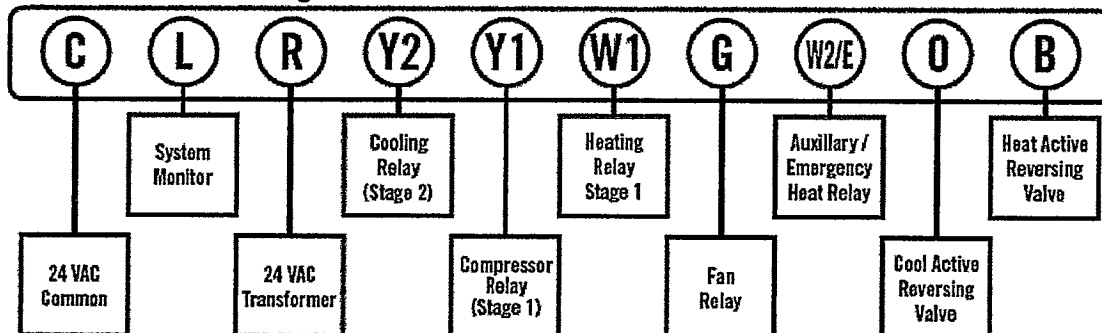 C L R Y2 Y1 W1 G W2/E O B
System
Monitor
Cooling
Relay
(Stage 2)
Heating
Relay
Stage 1
Auxillary /
Emergency
Heat Relay
Heat Active
Reversing
Valve
24 VAC
Common
24 VAC
Transformer
Compressor
Relay
(Stage 1)
Fan
Relay
Cool Active
Reversing
Valve